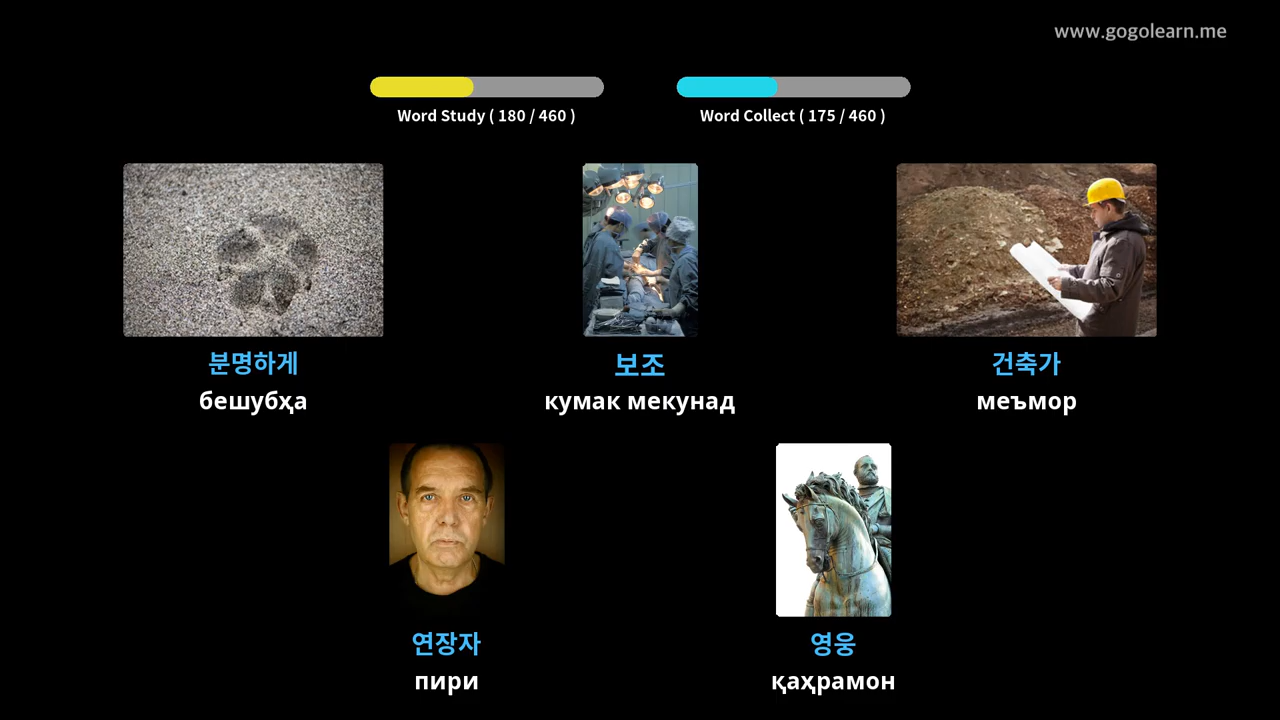 www.gogolearn.me
Word Study ( 180 / 460 )
Word Collect ( 175 / 460 )
분명하게
бешубҳа
보조
кумак мекунад
건축가
меъмор
연장자
пири
영웅
қаҳрамон